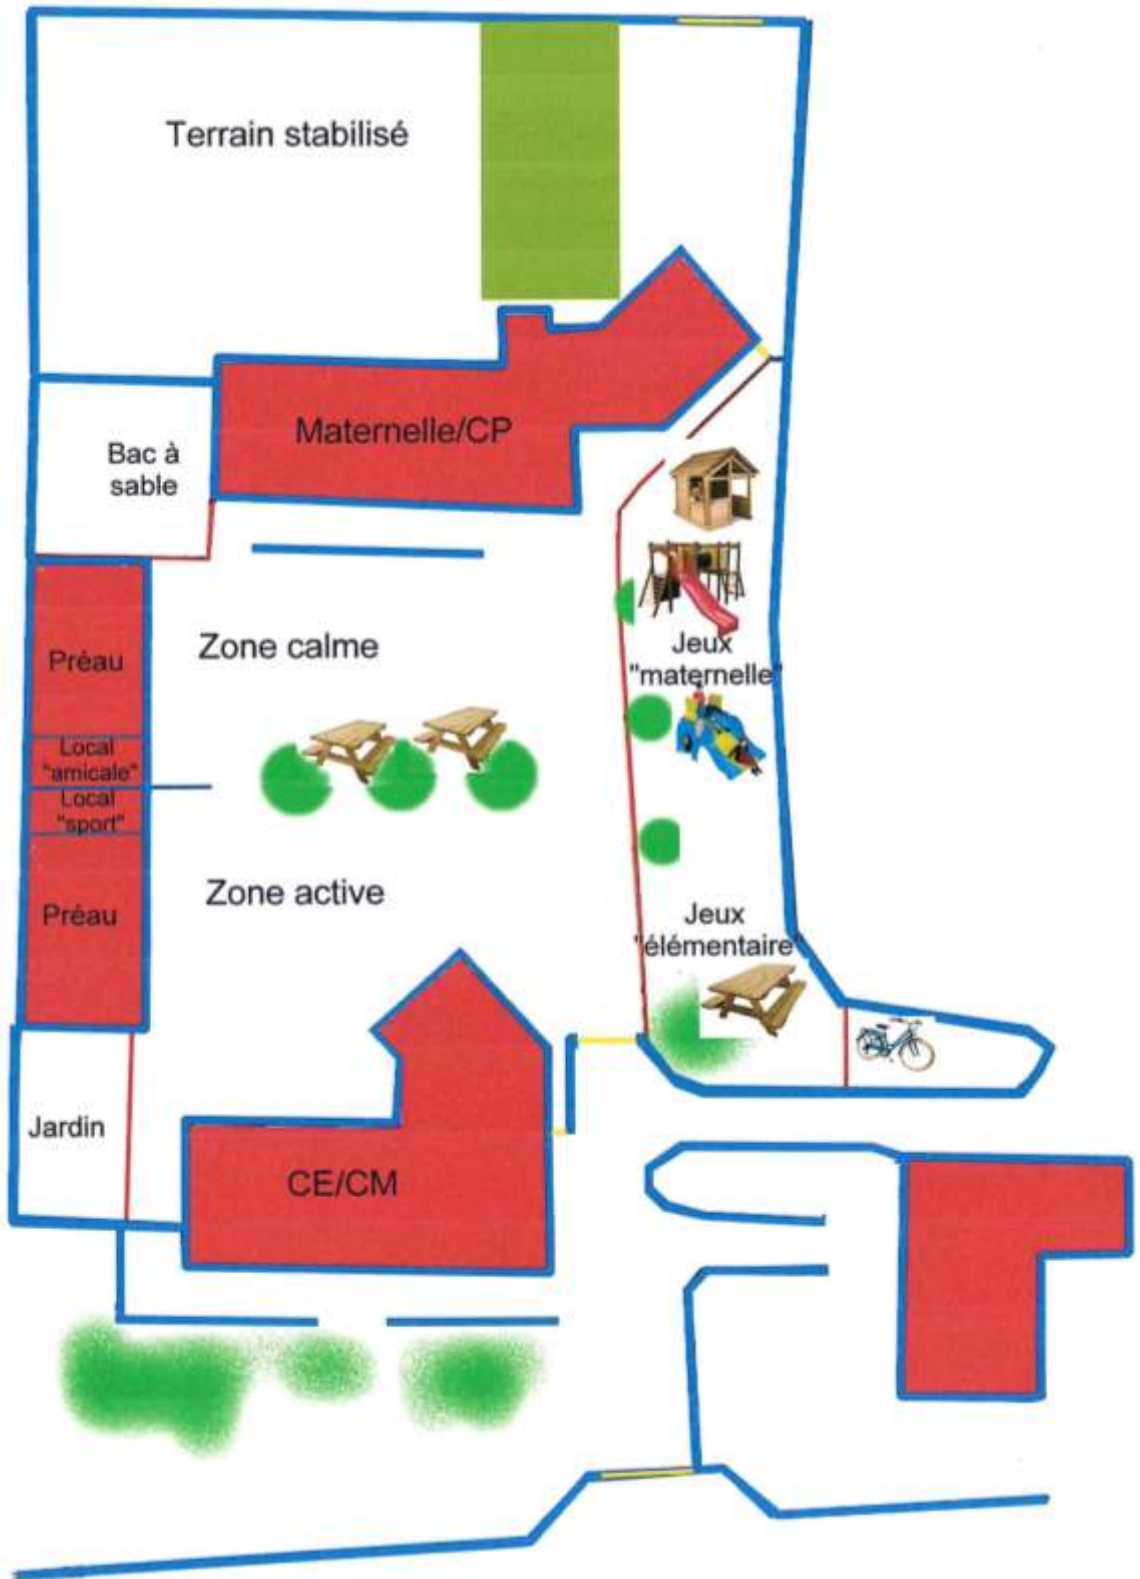 Terrain stabilisé
Maternelle/CP
Bac à
sable
Zone calme
Préau
Jeux
"maternelle"
Local
"amicale"
Local
"sport"
Zone active
Préau
Jeux
"élémentaire"
Jardin
CE/CM